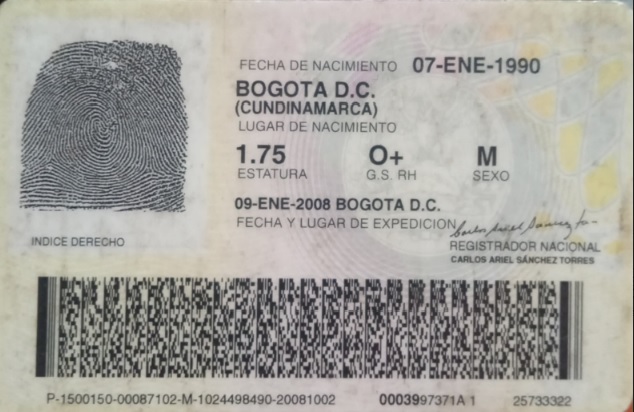 FECHA DE NACIMIENTO 07-ENE-1990
BOGOTA D.C.
(CUNDINAMARCA)
LUGAR DE NACIMIENTO
1.75 O+ M
ESTATURA G.S. RH SEXO
09-ENE-2008 BOGOTA D.C.
FECHA Y LUGAR DE EXPEDICION
INDICE DERECHO
REGISTRADOR NACIONAL
CARLOS ARIEL SÁNCHEZ TORRES
P-1500150-00087102-M-1024498490-20081002 0003997371A 1 25733322